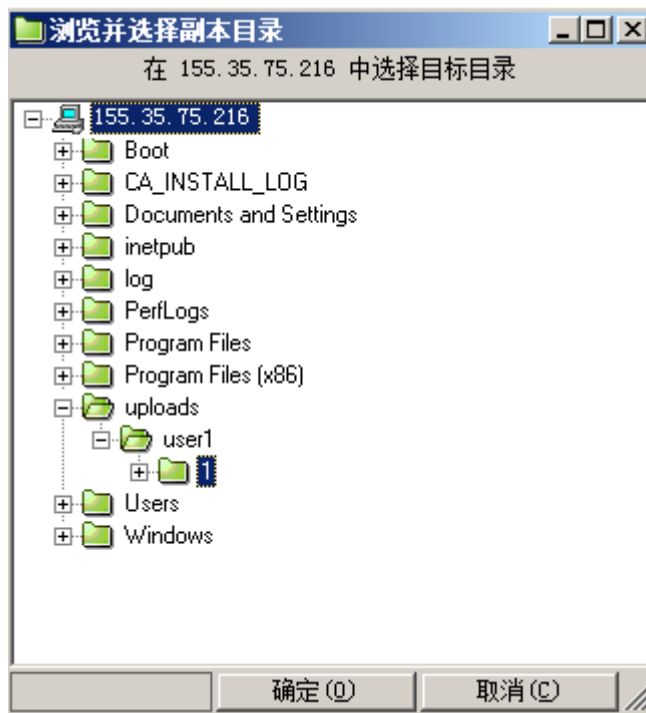 浏览并选择副本目录
在 155.35.75.216 中选择目标目录
155.35.75.216
Boot
CA_INSTALL_LOG
Documents and Settings
inetpub
log
PerfLogs
Program Files
Program Files (x86)
uploads
user1
1
Users
Windows
确定(O) 取消(C)